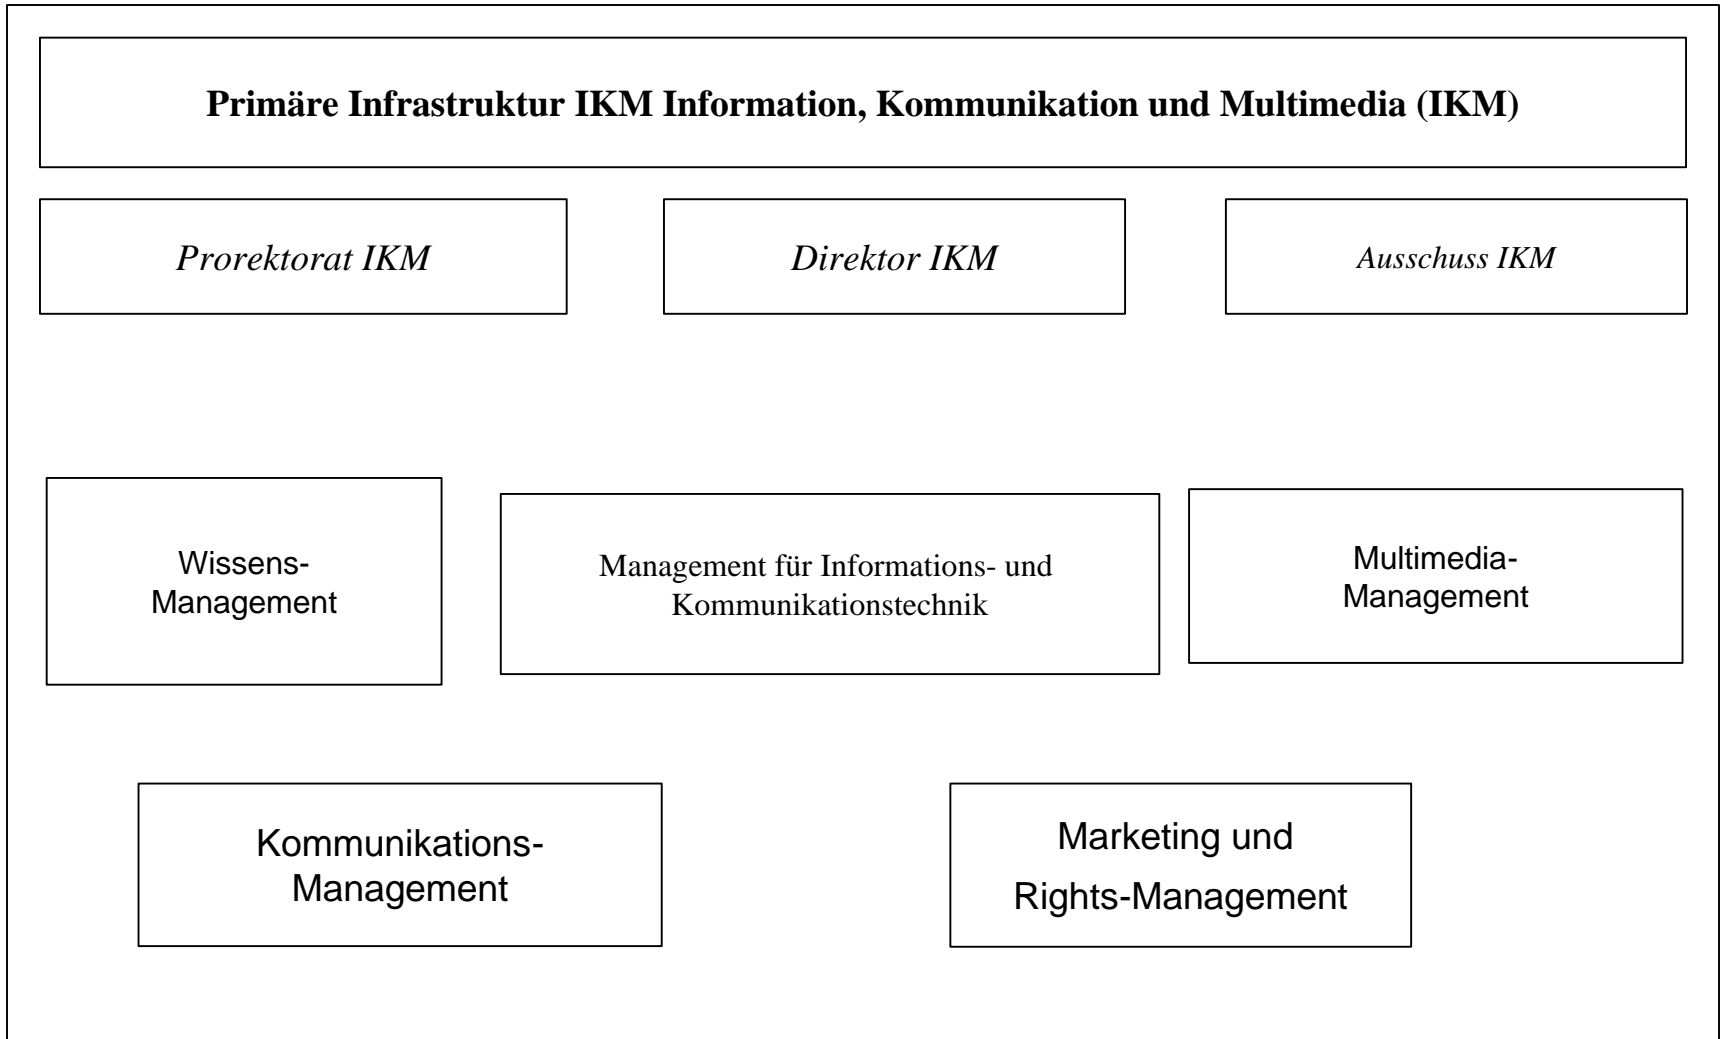 Primäre Infrastruktur IKM Information, Kommunikation und Multimedia (IKM)
Prorektorat IKM
Direktor IKM
Ausschuss IKM
Wissens-
Management
Management für Informations- und
Kommunikationstechnik
Multimedia-
Management
Kommunikations-
Management
Marketing und
Rights-Management